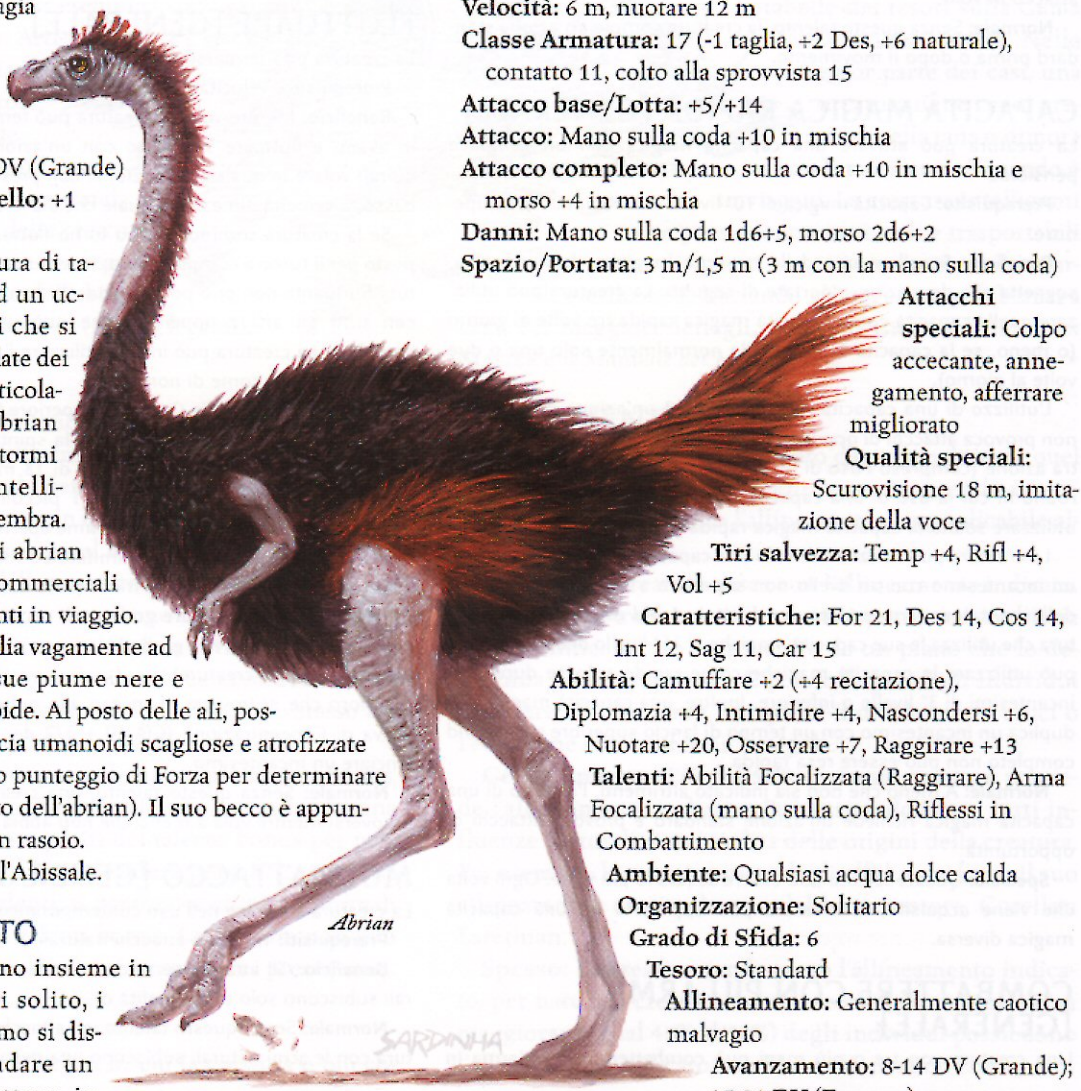 agia
DV (Grande)
ello: +1
ura di ta-
d un uc-
i che si
late dei
ticola-
brian
tormi
ntelli-
embra.
i abrian
ommerciali
nti in viaggio.
lia vagamente ad
sue piume nere e
oide. Al posto delle ali, pos-
cia umanoidi scagliose e atrofizzate
o punteggio di Forza per determinare
o dell'abrian). Il suo becco è appun-
n rasoio.
l'Abissale.
TO
no insieme in
i solito, i
mo si dis-
dare un
Abrian
SARDINHA
Velocità: 6 m, nuotare 12 m
Classe Armatura: 17 (-1 taglia, +2 Des, +6 naturale),
contatto 11, colto alla sprovvista 15
Attacco base/Lotta: +5/+14
Attacco: Mano sulla coda +10 in mischia
Attacco completo: Mano sulla coda +10 in mischia e
morso +4 in mischia
Danni: Mano sulla coda 1d6+5, morso 2d6+2
Spazio/Portata: 3 m/1,5 m (3 m con la mano sulla coda)
Attacchi
speciali: Colpo
accecante, anne-
gamento, afferrare
migliorato
Qualità speciali:
Scurovisione 18 m, imita-
zione della voce
Tiri salvezza: Temp +4, Rifl +4,
Vol +5
Caratteristiche: For 21, Des 14, Cos 14,
Int 12, Sag 11, Car 15
Abilità: Camuffare +2 (+4 recitazione),
Diplomazia +4, Intimidire +4, Nascondersi +6,
Nuotare +20, Osservare +7, Raggirare +13
Talenti: Abilità Focalizzata (Raggirare), Arma
Focalizzata (mano sulla coda), Riflessi in
Combattimento
Ambiente: Qualsiasi acqua dolce calda
Organizzazione: Solitario
Grado di Sfida: 6
Tesoro: Standard
Allineamento: Generalmente caotico
malvagio
Avanzamento: 8-14 DV (Grande);